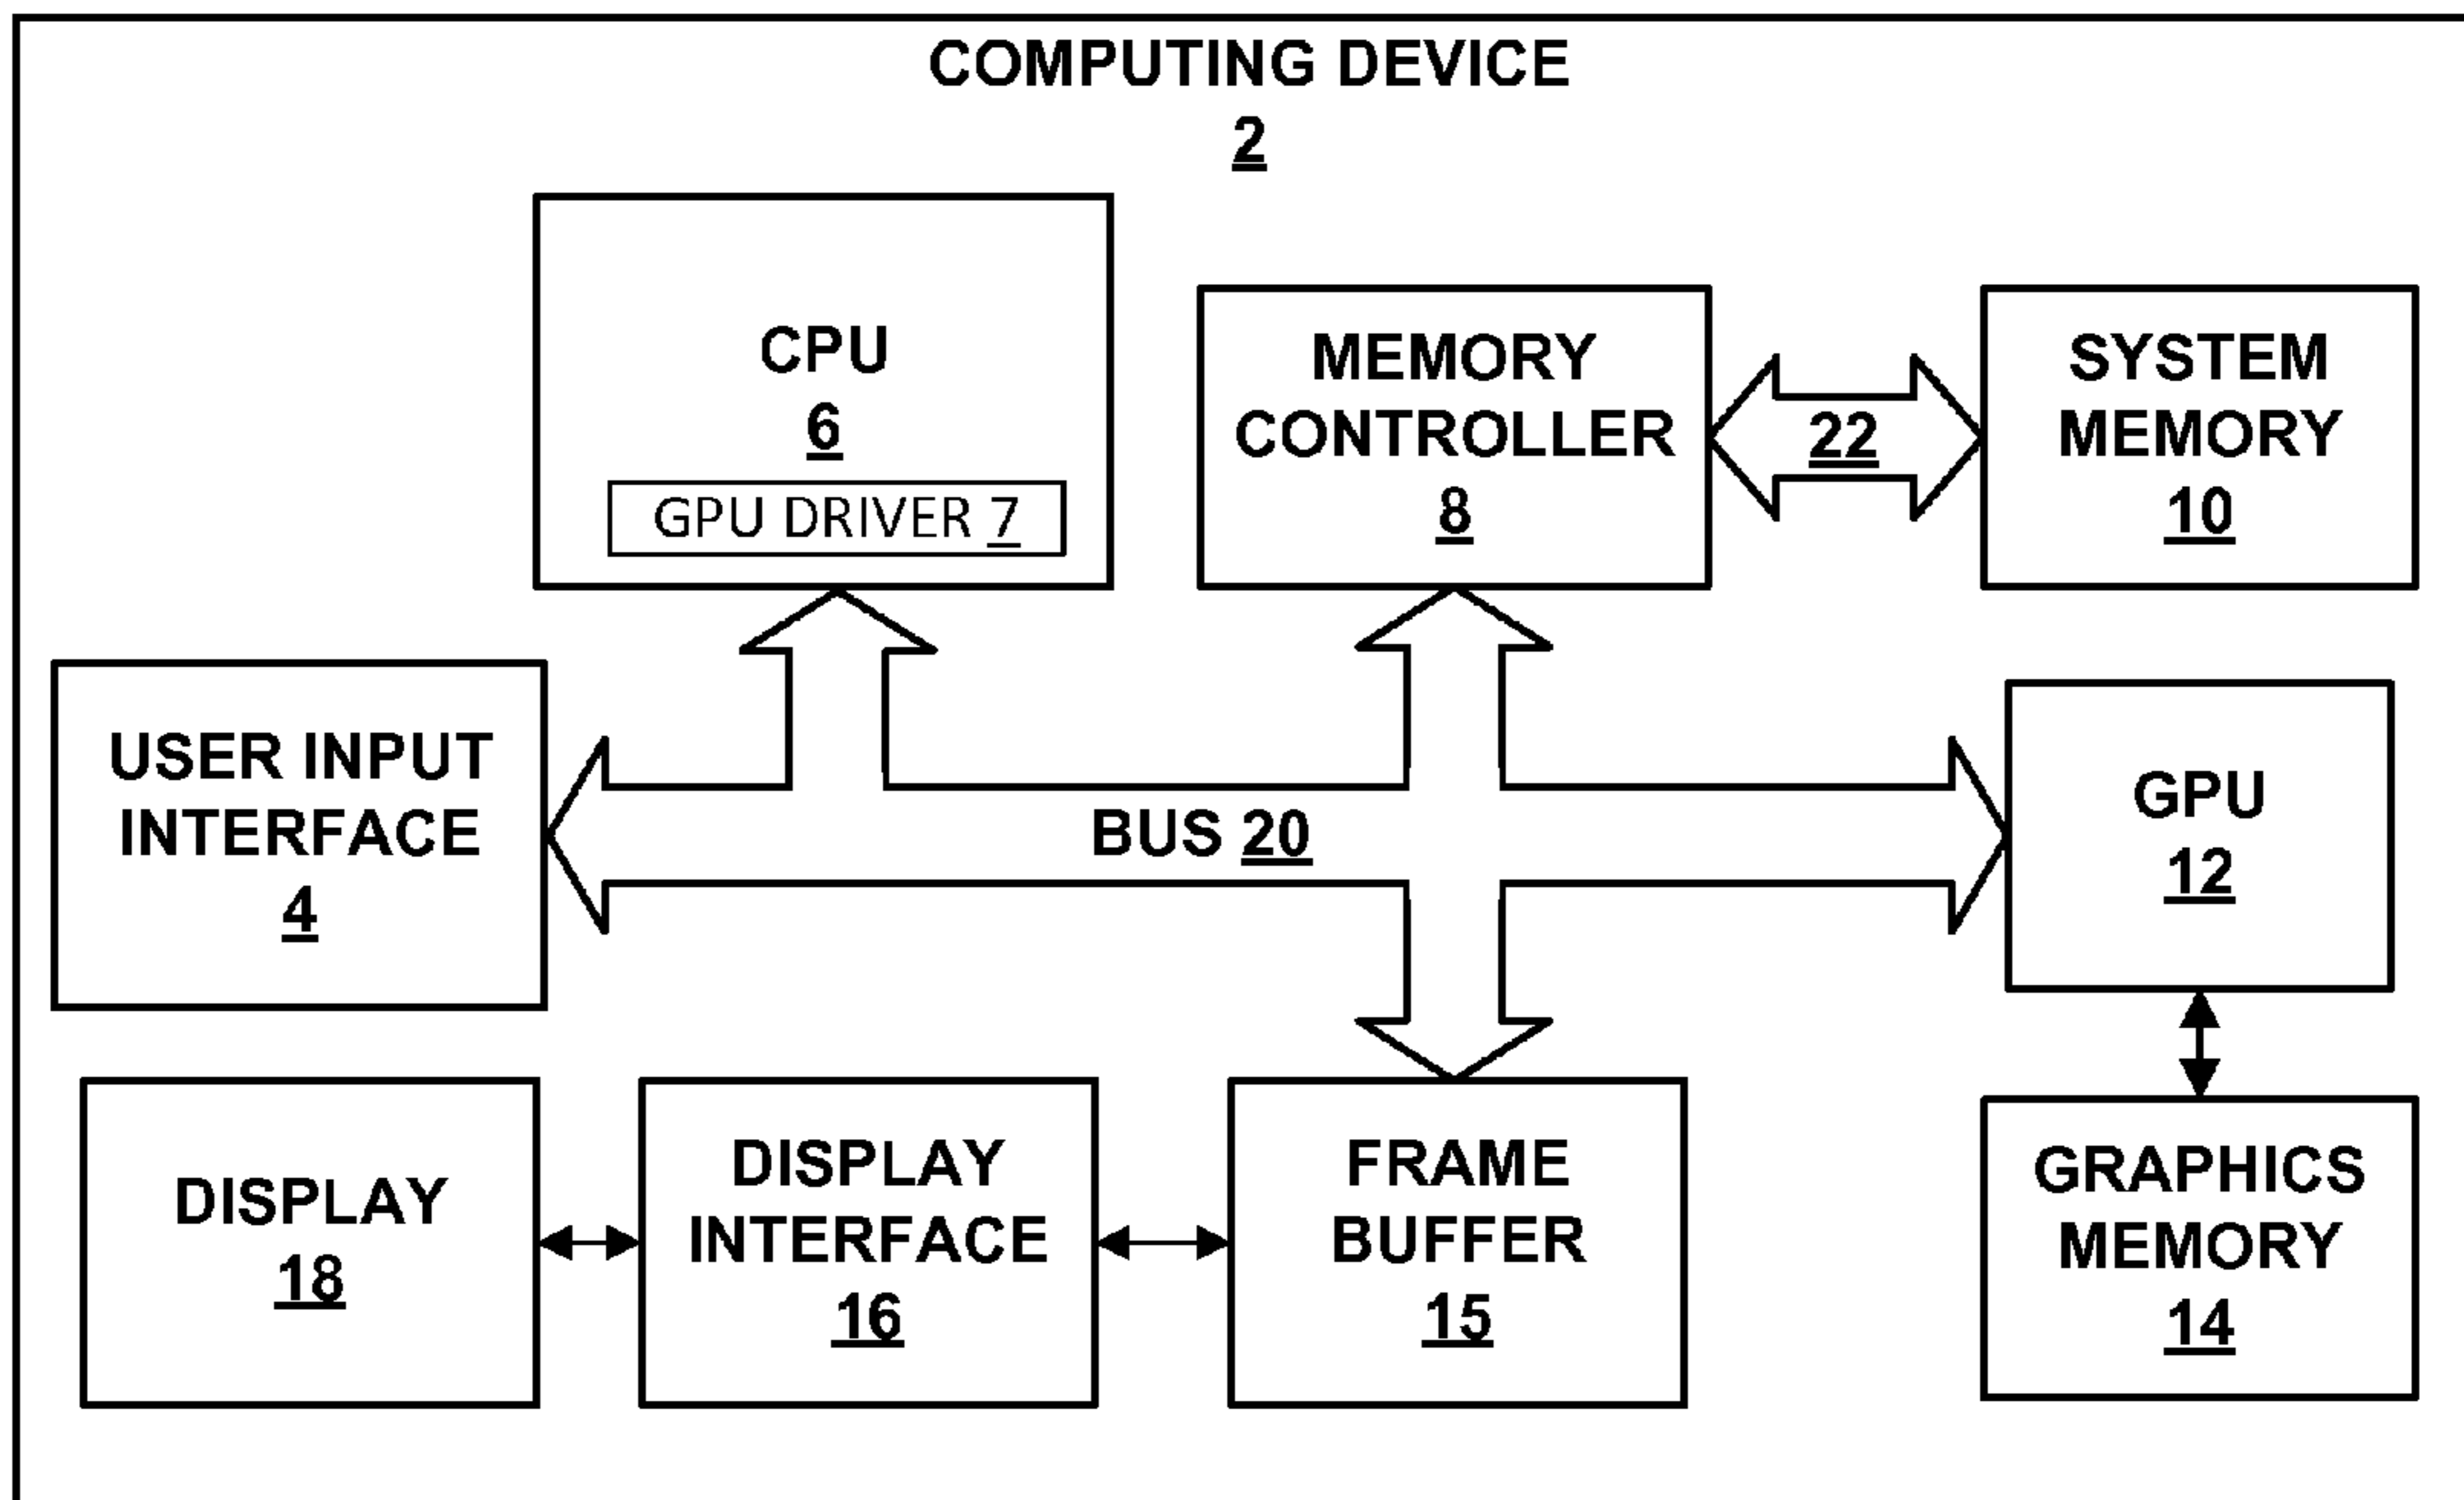 COMPUTING DEVICE
2
CPU
6
GPU DRIVER 7
MEMORY
CONTROLLER
8
22
SYSTEM
MEMORY
10
USER INPUT
INTERFACE
4
BUS 20
GPU
12
DISPLAY
18
DISPLAY
INTERFACE
16
FRAME
BUFFER
15
GRAPHICS
MEMORY
14